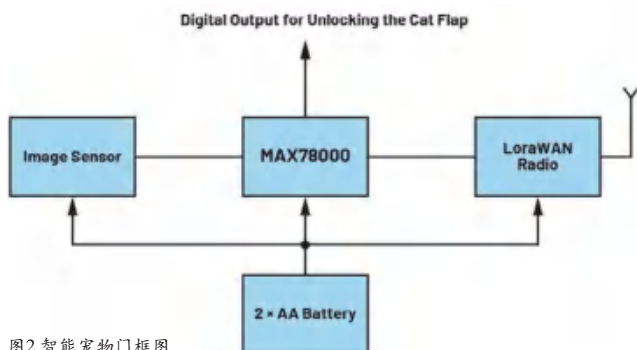 Digital Output for Unlocking the Cat Flap
Image Sensor
MAX78000
LoraWAN
Radio
2 × AA Battery
图2 智能宠物门框图